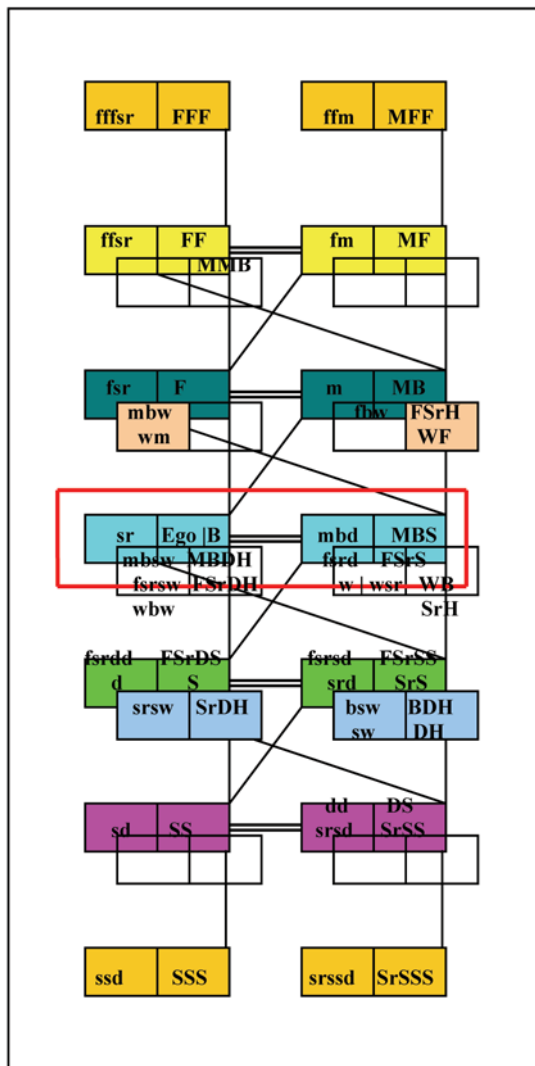 fffsr FFF ffm MFF
ffsr FF fm MF
MMB
fsr F m MB
mbw fbw FSrH
wm WF
sr Ego |B mbd MBS
mbsw MBDH fsrd FSrS
fsrsw FSrDH w | wsr WB
wbw SrH
fsrdd FSrDS fsrsd FSrSS
d S srd SrS
srsw SrDH bsw BDH
sw DH
dd DS
sd SS srsd SrSS
ssd SSS srssd SrSSS